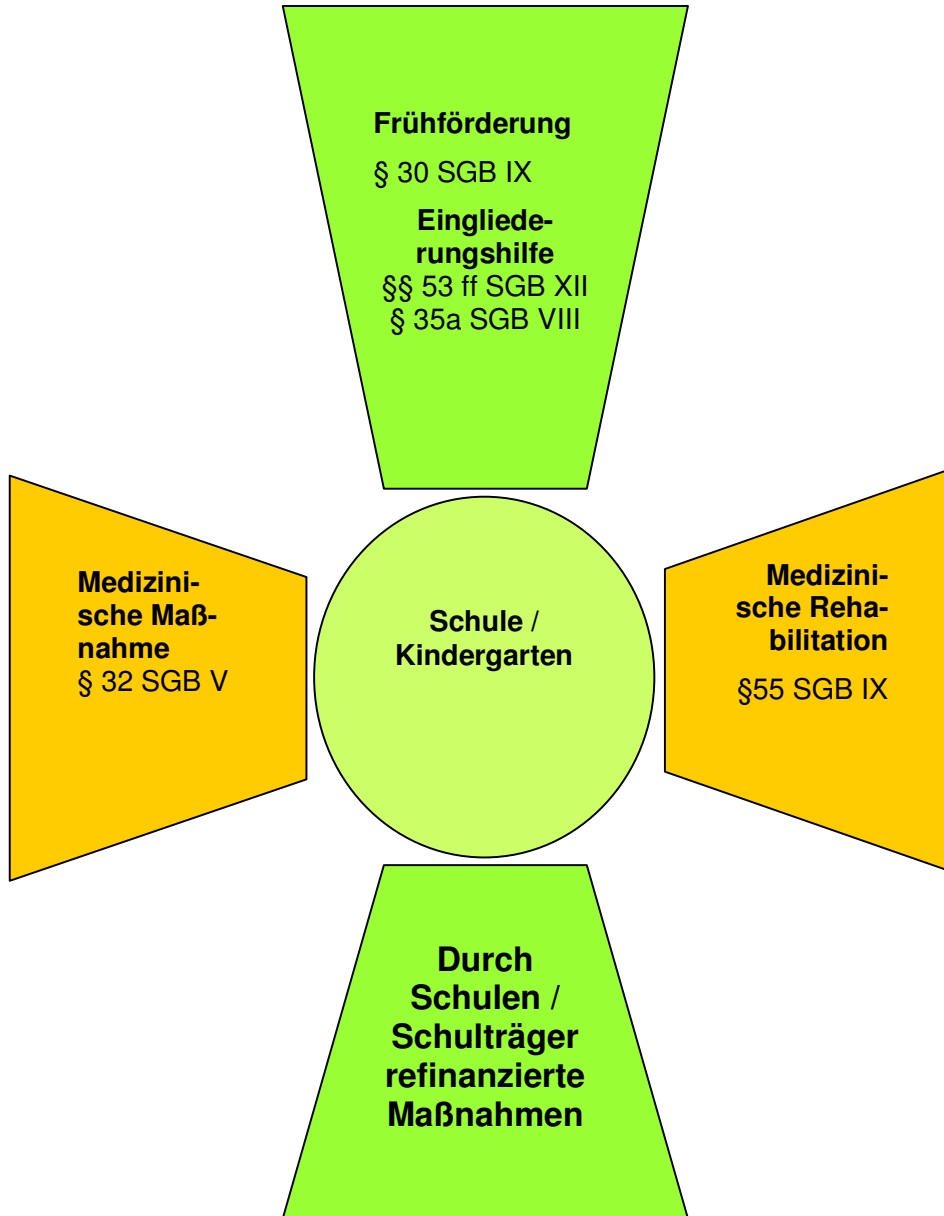 Frühförderung
§ 30 SGB IX
Eingliede-
rungshilfe
§§ 53 ff SGB XII
§ 35a SGB VIII
Medizini-
sche Maß-
nahme
§ 32 SGB V
Schule /
Kindergarten
Medizini-
sche Reha-
bilitation
§55 SGB IX
Durch
Schulen /
Schulträger
refinanzierte
Maßnahmen